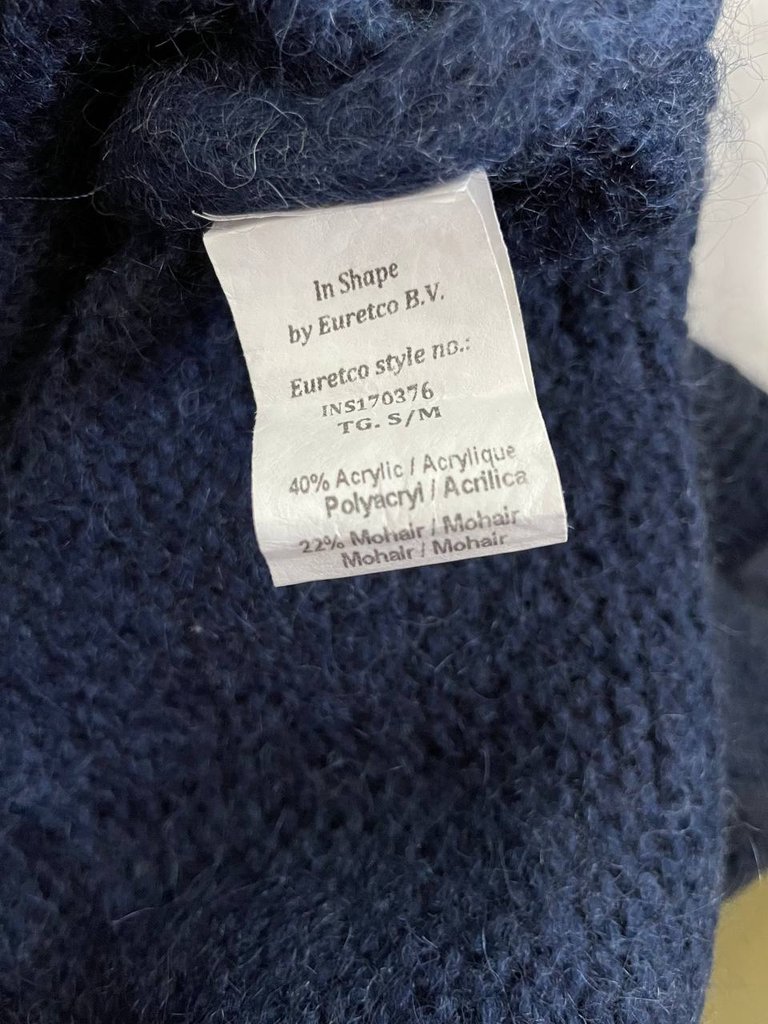 In Shape
by Euretco B.V.
Euretco style no.:
INS170376
TG. S/M
40% Acrylic / Acrylique
Polyacryl / Acrilica
22% Mohair / Mohair
Mohair / Mohair